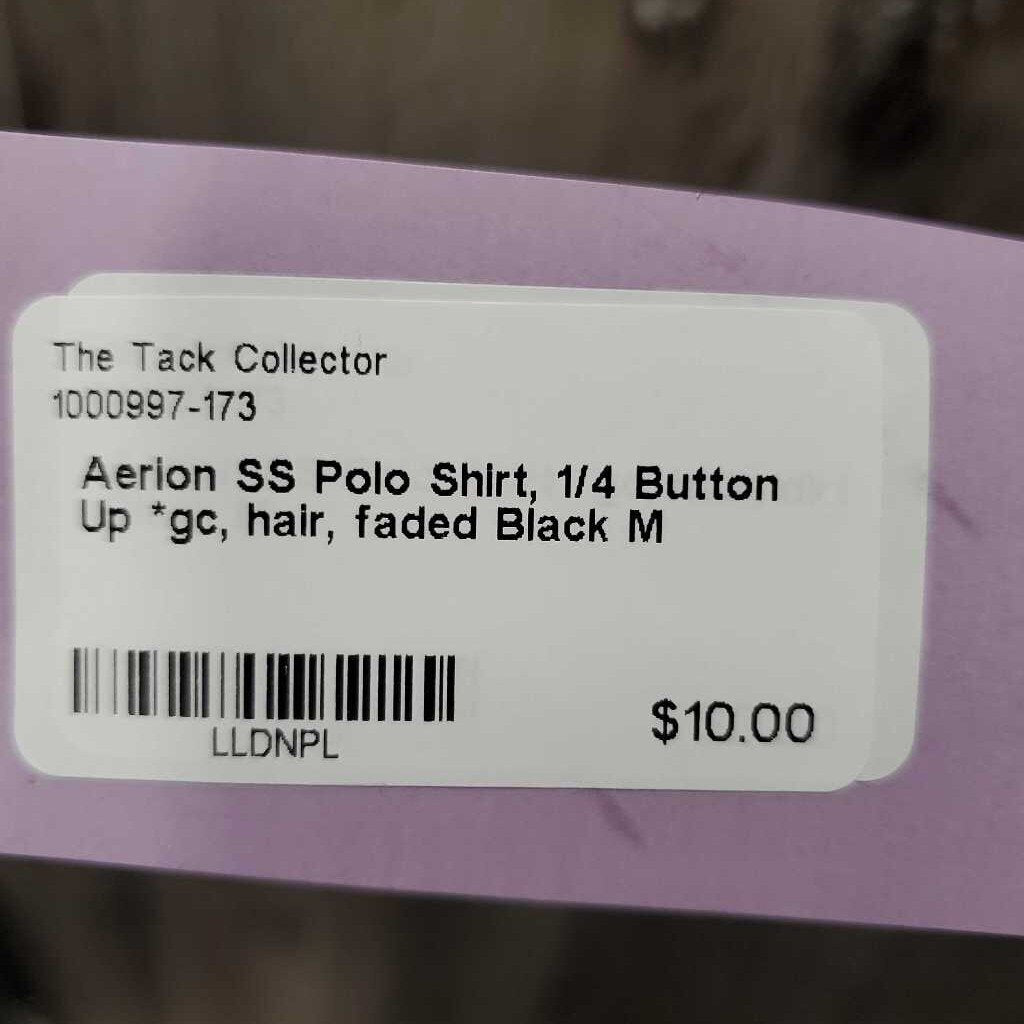 The Tack Collector
1000997-173
Aerion SS Polo Shirt, 1/4 Button
Up *gc, hair, faded Black M
LLDNPL
$10.00